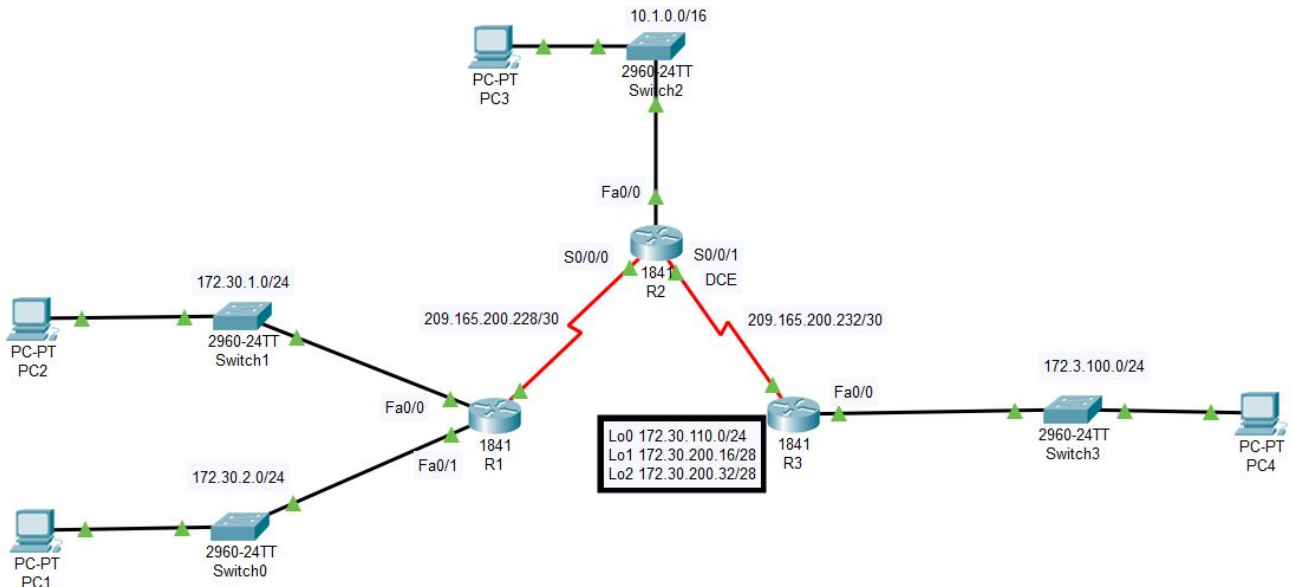 10.1.0.0/16
PC-PT
PC3
2960-24TT
Switch2
Fa0/0
S0/0/0
1841
R2
S0/0/1
DCE
172.30.1.0/24
209.165.200.228/30
209.165.200.232/30
PC-PT
PC2
2960-24TT
Switch1
Fa0/0
1841
R1
Fa0/1
172.30.2.0/24
PC-PT
PC1
2960-24TT
Switch0
Lo0 172.30.110.0/24
Lo1 172.30.200.16/28
Lo2 172.30.200.32/28
1841
R3
Fa0/0
172.3.100.0/24
2960-24TT
Switch3
PC-PT
PC4